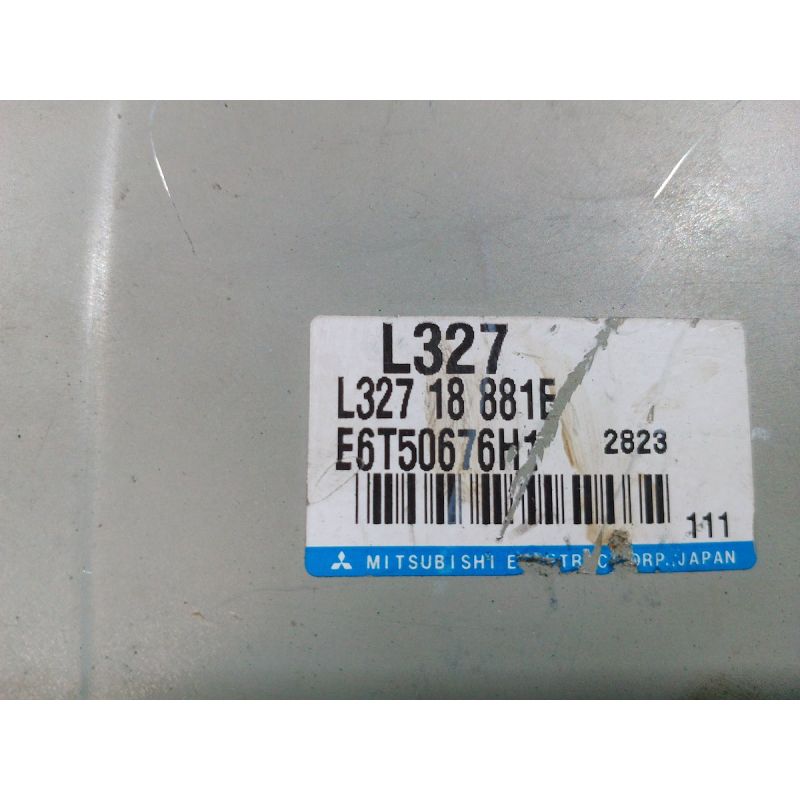 L327
L327 18 881E
E6T50676H1 2823
111
MITSUBISHI ELECTRIC CORP., JAPAN